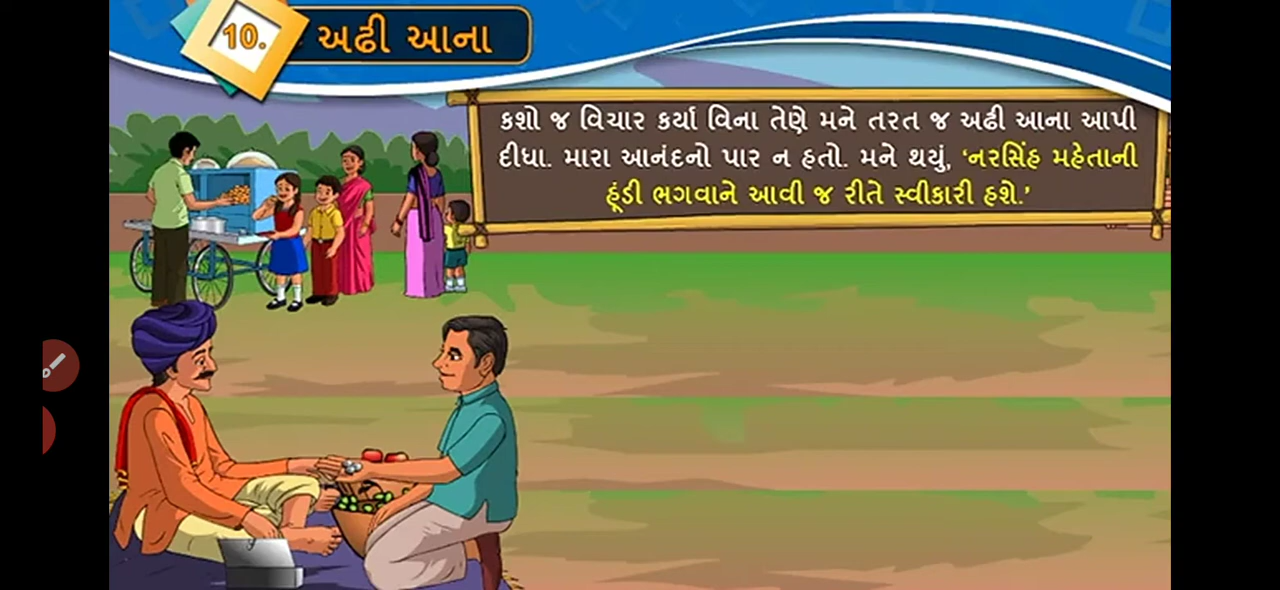 10. અઢી આના
કશો જ વિચાર કર્યા વિના તેણે મને તરત જ અઢી આના આપી
દીધા. મારા આનંદનો પાર ન હતો. મને થયું, ‘નરસિંહ મહેતાની
હૂંડી ભગવાને આવી જ રીતે સ્વીકારી હશે.’